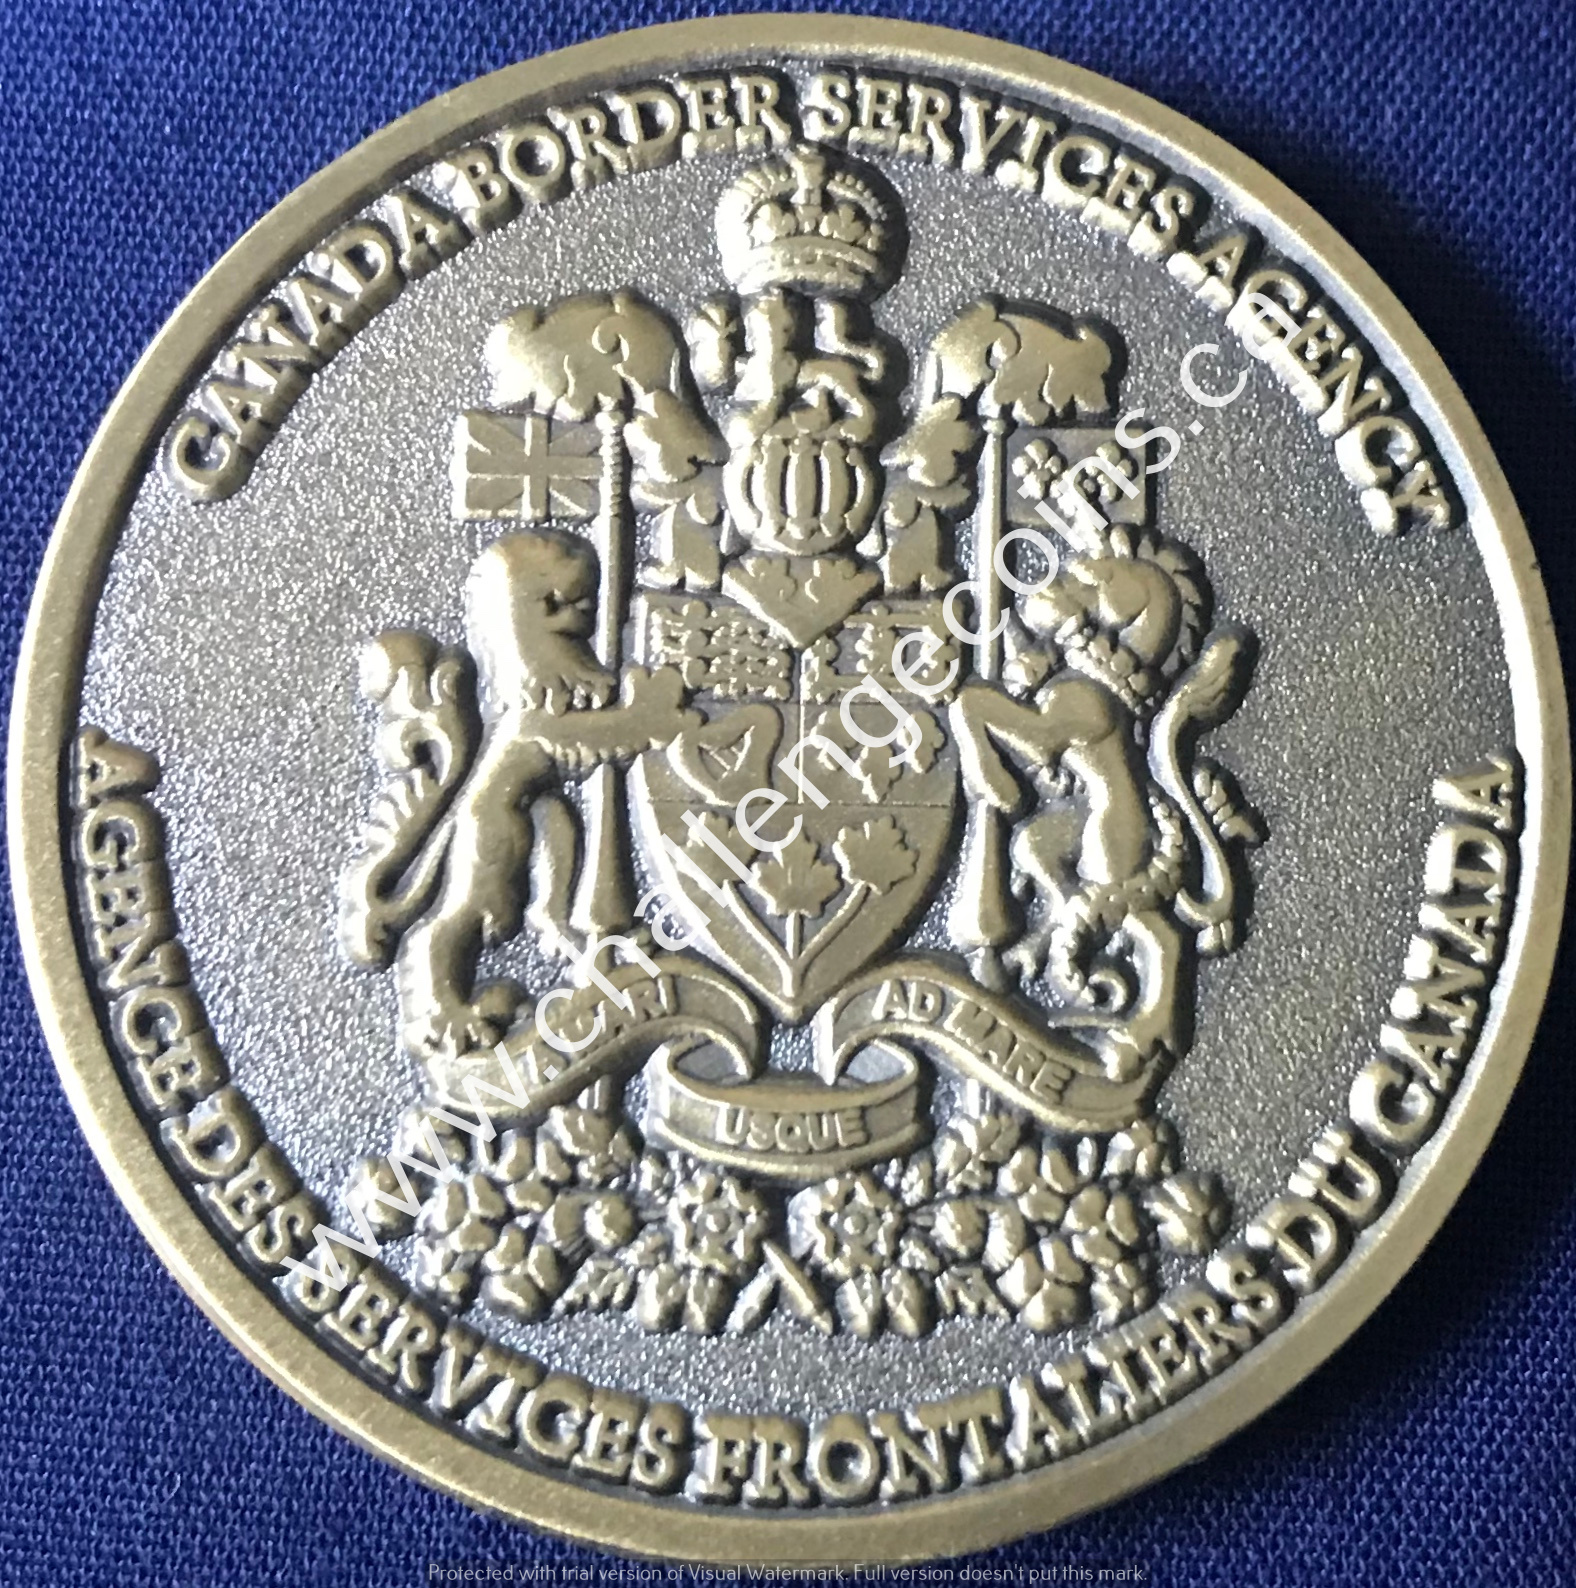 CANADA BORDER SERVICES AGENCY
A MARI
USQUE
AD MARE
AGENCE DES SERVICES FRONTALIERS DU CANADA
www.challengecoins.ca
Protected with trial version of Visual Watermark. Full version doesn't put this mark.